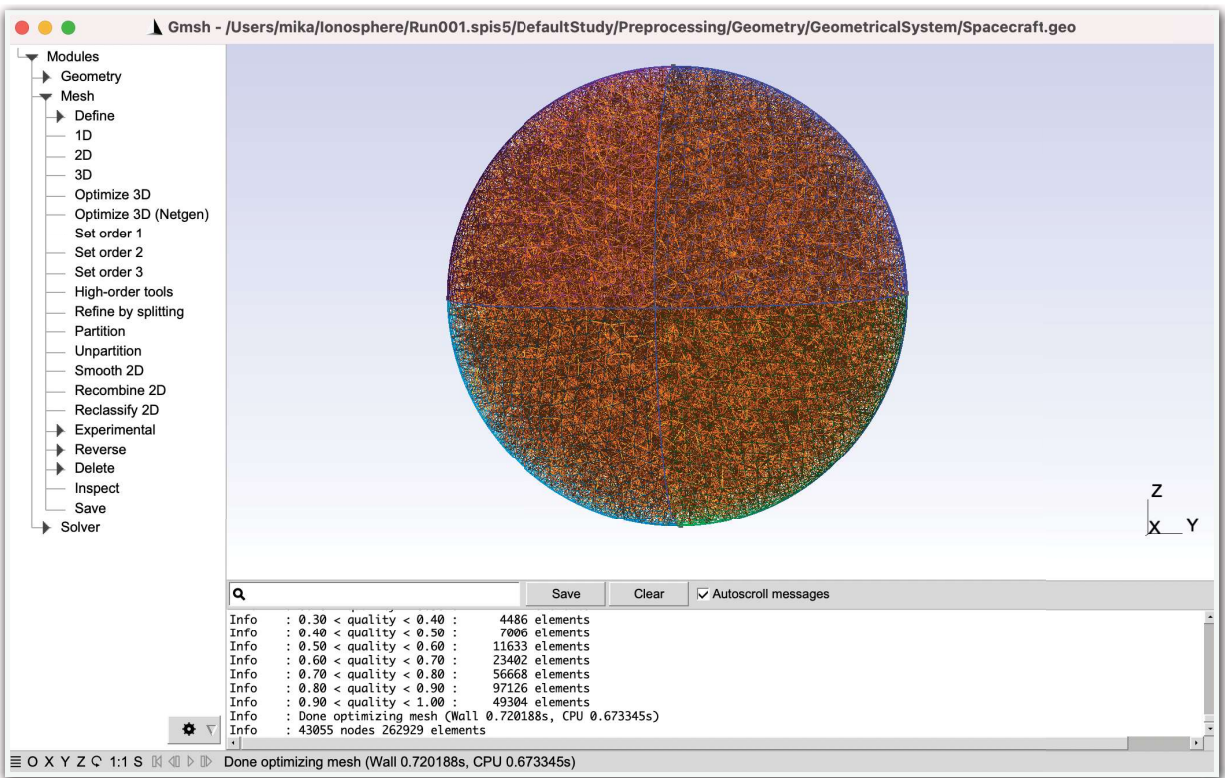 Gmsh - /Users/mika/Ionosphere/Run001.spis5/DefaultStudy/Preprocessing/Geometry/GeometricalSystem/Spacecraft.geo
Modules
Geometry
Mesh
Define
1D
2D
3D
Optimize 3D
Optimize 3D (Netgen)
Set order 1
Set order 2
Set order 3
High-order tools
Refine by splitting
Partition
Unpartition
Smooth 2D
Recombine 2D
Reclassify 2D
Experimental
Reverse
Delete
Inspect
Save
Solver
Z
X Y
Save Clear Autoscroll messages
Info : 0.30 < quality < 0.40 : 4486 elements
Info : 0.40 < quality < 0.50 : 7006 elements
Info : 0.50 < quality < 0.60 : 11633 elements
Info : 0.60 < quality < 0.70 : 23402 elements
Info : 0.70 < quality < 0.80 : 56668 elements
Info : 0.80 < quality < 0.90 : 97126 elements
Info : 0.90 < quality < 1.00 : 49304 elements
Info : Done optimizing mesh (Wall 0.720188s, CPU 0.673345s)
Info : 43055 nodes 262929 elements
O X Y Z 1:1 S Done optimizing mesh (Wall 0.720188s, CPU 0.673345s)